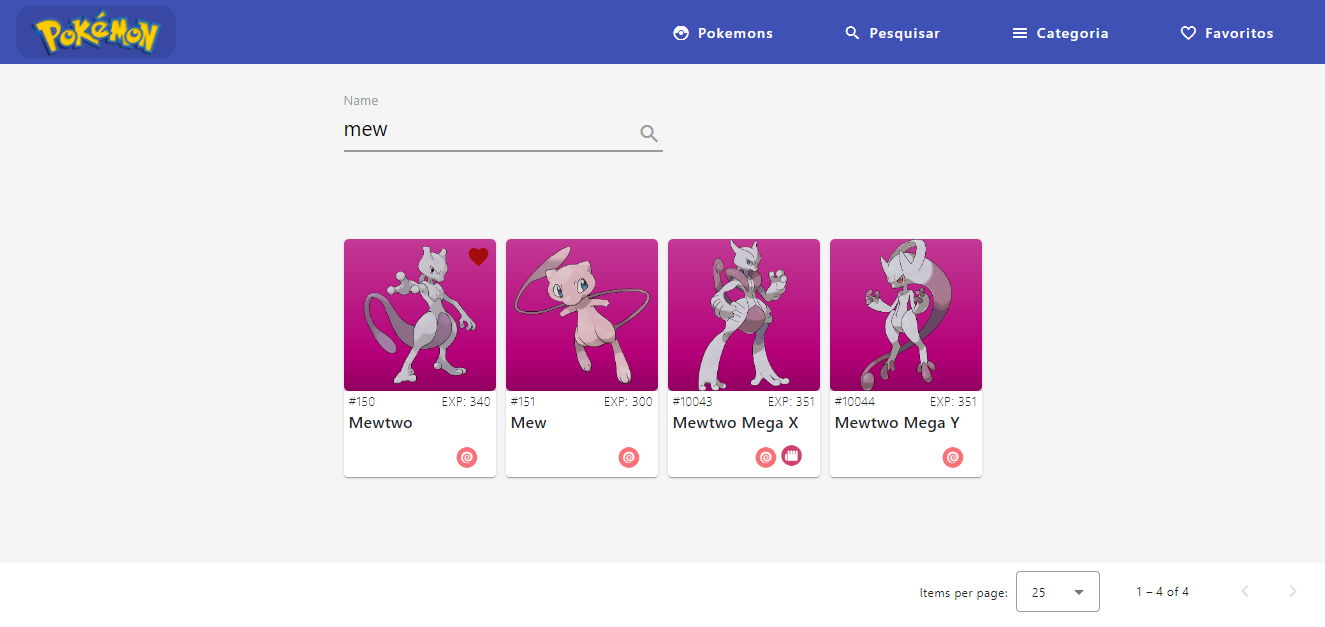 POKéMON
Pokemons
Pesquisar
Categoria
Favoritos
Name
mew
#150 EXP: 340
Mewtwo
#151 EXP: 300
Mew
#10043 EXP: 351
Mewtwo Mega X
#10044 EXP: 351
Mewtwo Mega Y
Items per page: 25 1 – 4 of 4